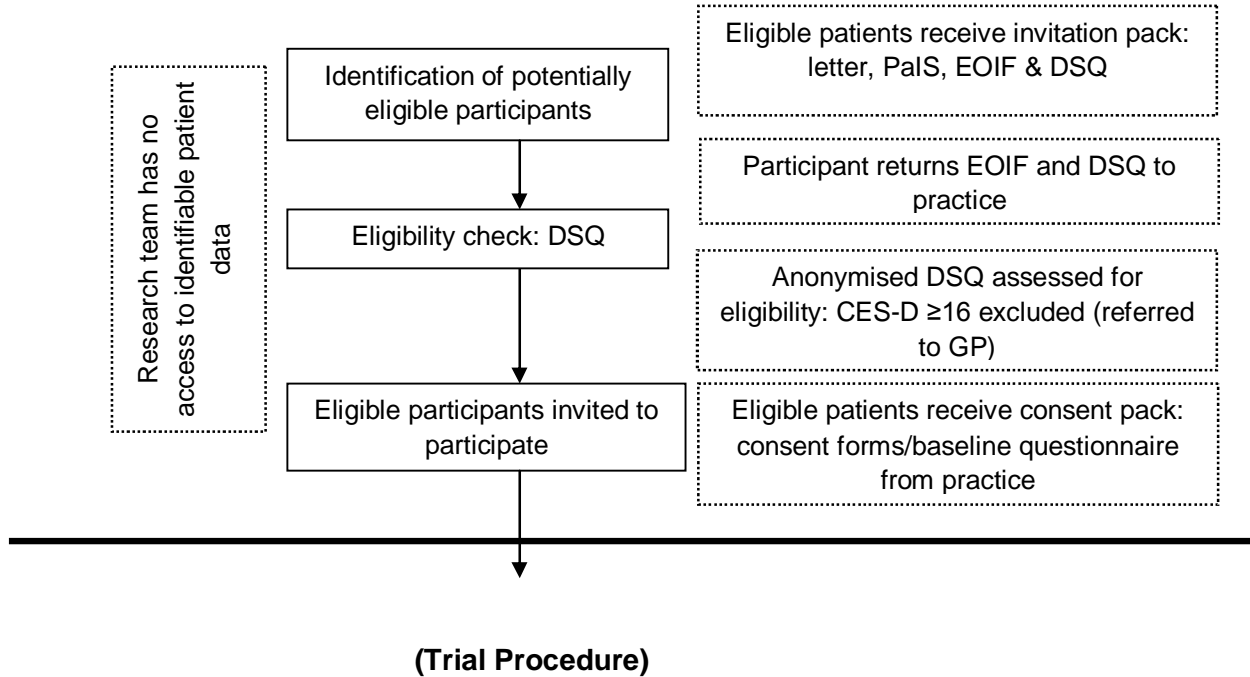 Research team has no
access to identifiable patient
data
Identification of potentially
eligible participants
Eligible patients receive invitation pack:
letter, PaIS, EOIF & DSQ
Participant returns EOIF and DSQ to
practice
Eligibility check: DSQ
Anonymised DSQ assessed for
eligibility: CES-D ≥16 excluded (referred
to GP)
Eligible participants invited to
participate
Eligible patients receive consent pack:
consent forms/baseline questionnaire
from practice
(Trial Procedure)